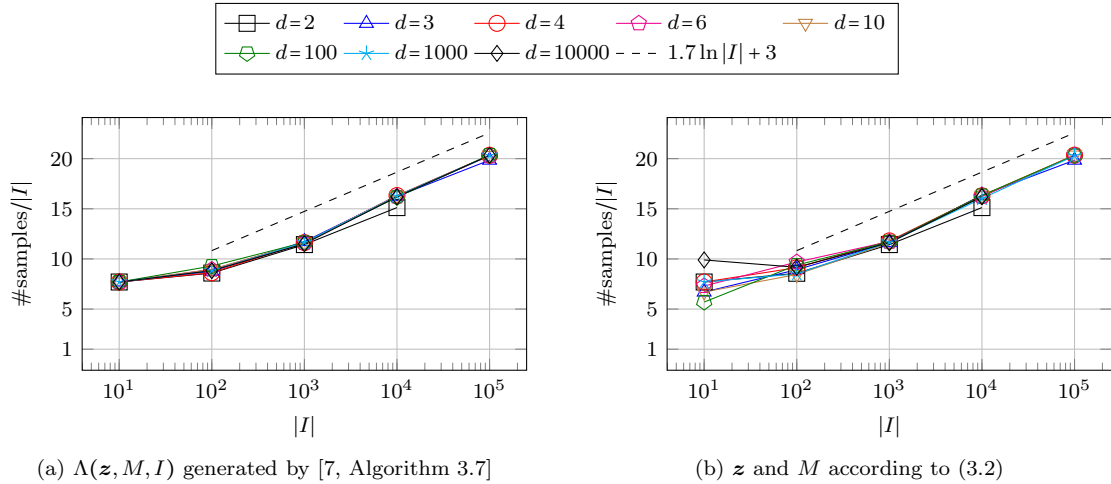 d=2 d=3 d=4 d=6 d=10
d=100 d=1000 d=10000 1.7 ln |I| + 3
20
15
10
5
1
#samples/|I|
10^1 10^2 10^3 10^4 10^5
|I|
(a) Λ(z, M, I) generated by [7, Algorithm 3.7]
20
15
10
5
1
#samples/|I|
10^1 10^2 10^3 10^4 10^5
|I|
(b) z and M according to (3.2)